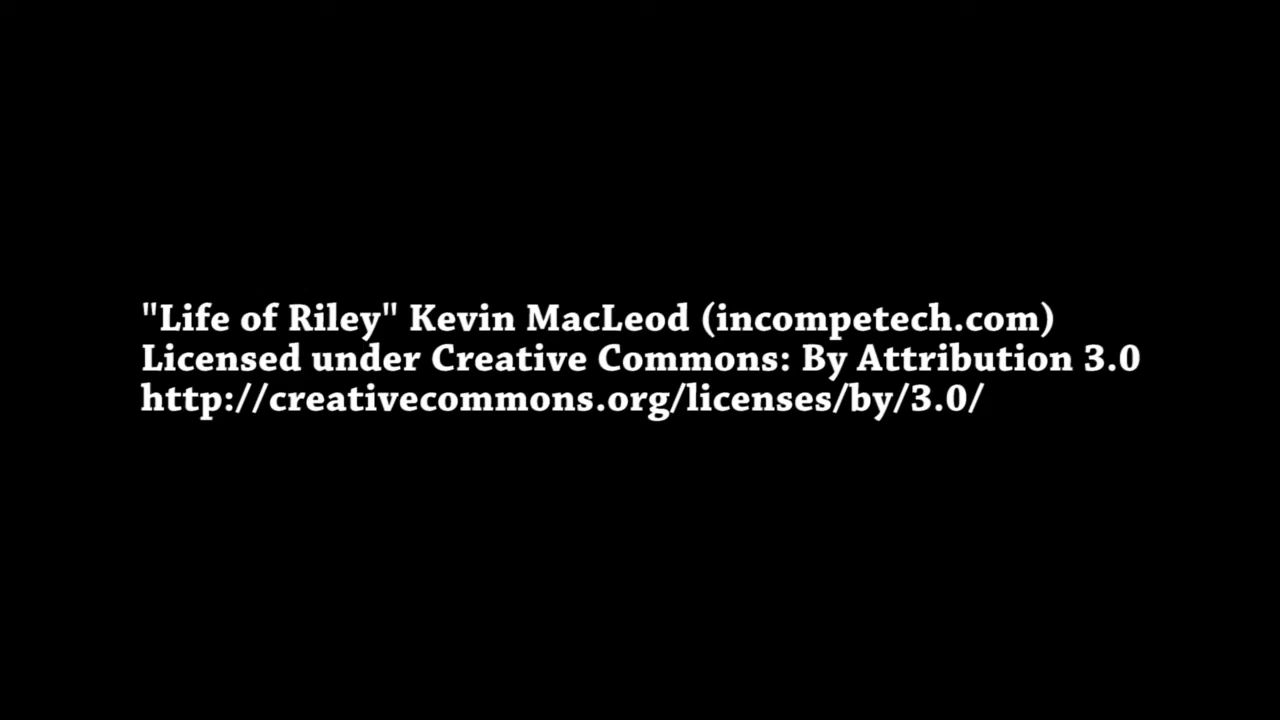 "Life of Riley" Kevin MacLeod (incompetech.com)
Licensed under Creative Commons: By Attribution 3.0
http://creativecommons.org/licenses/by/3.0/